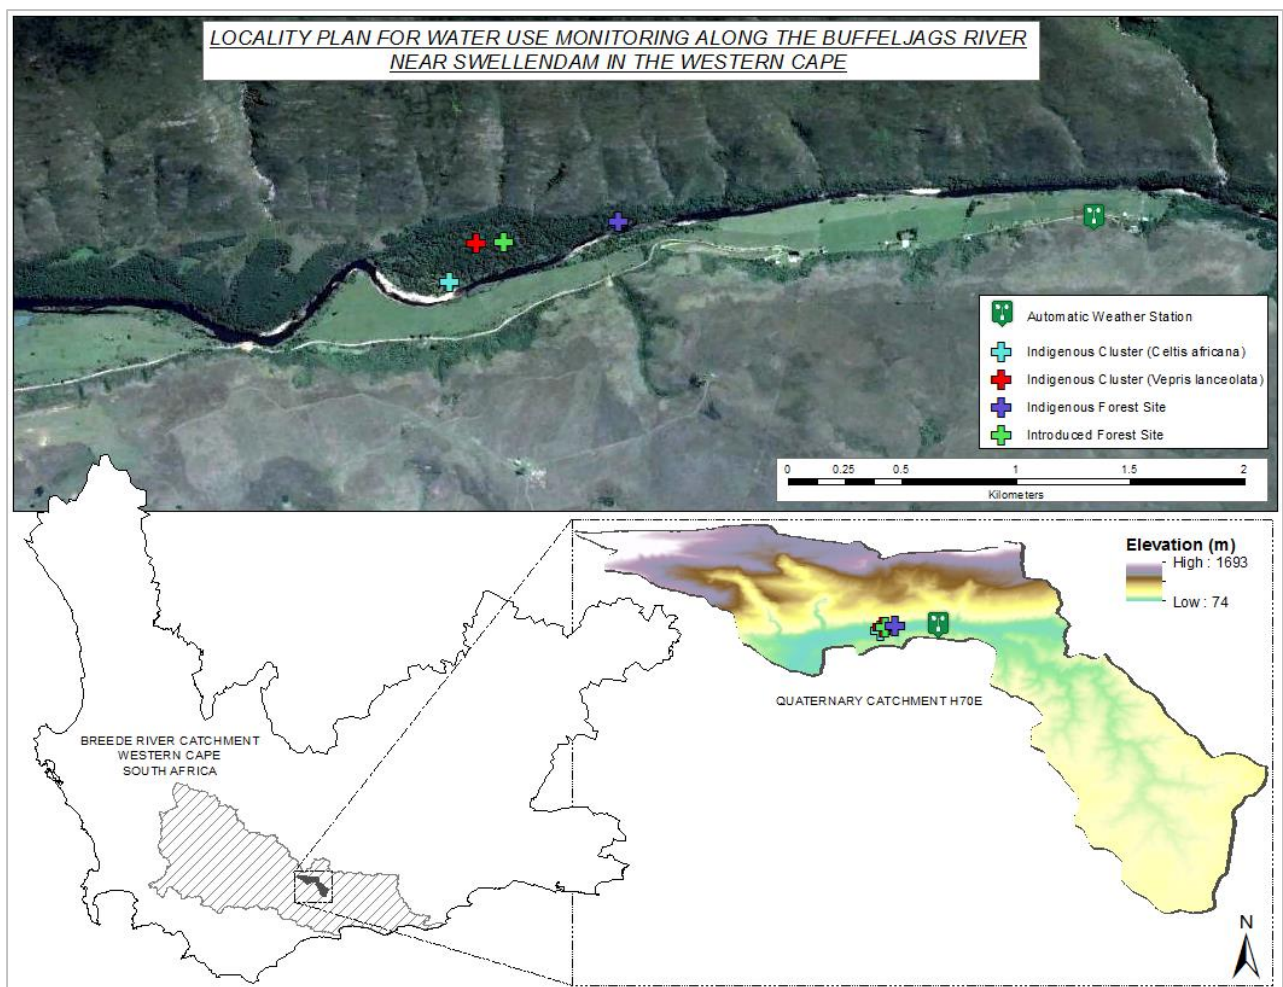 LOCALITY PLAN FOR WATER USE MONITORING ALONG THE BUFFELJAGS RIVER
NEAR SWELLENDAM IN THE WESTERN CAPE
Automatic Weather Station
Indigenous Cluster (Celtis africana)
Indigenous Cluster (Vepris lanceolata)
Indigenous Forest Site
Introduced Forest Site
0 0.25 0.5 1 1.5 2
Kilometers
Elevation (m)
High : 1693
Low : 74
QUATERNARY CATCHMENT H70E
BREEDE RIVER CATCHMENT
WESTERN CAPE
SOUTH AFRICA
N